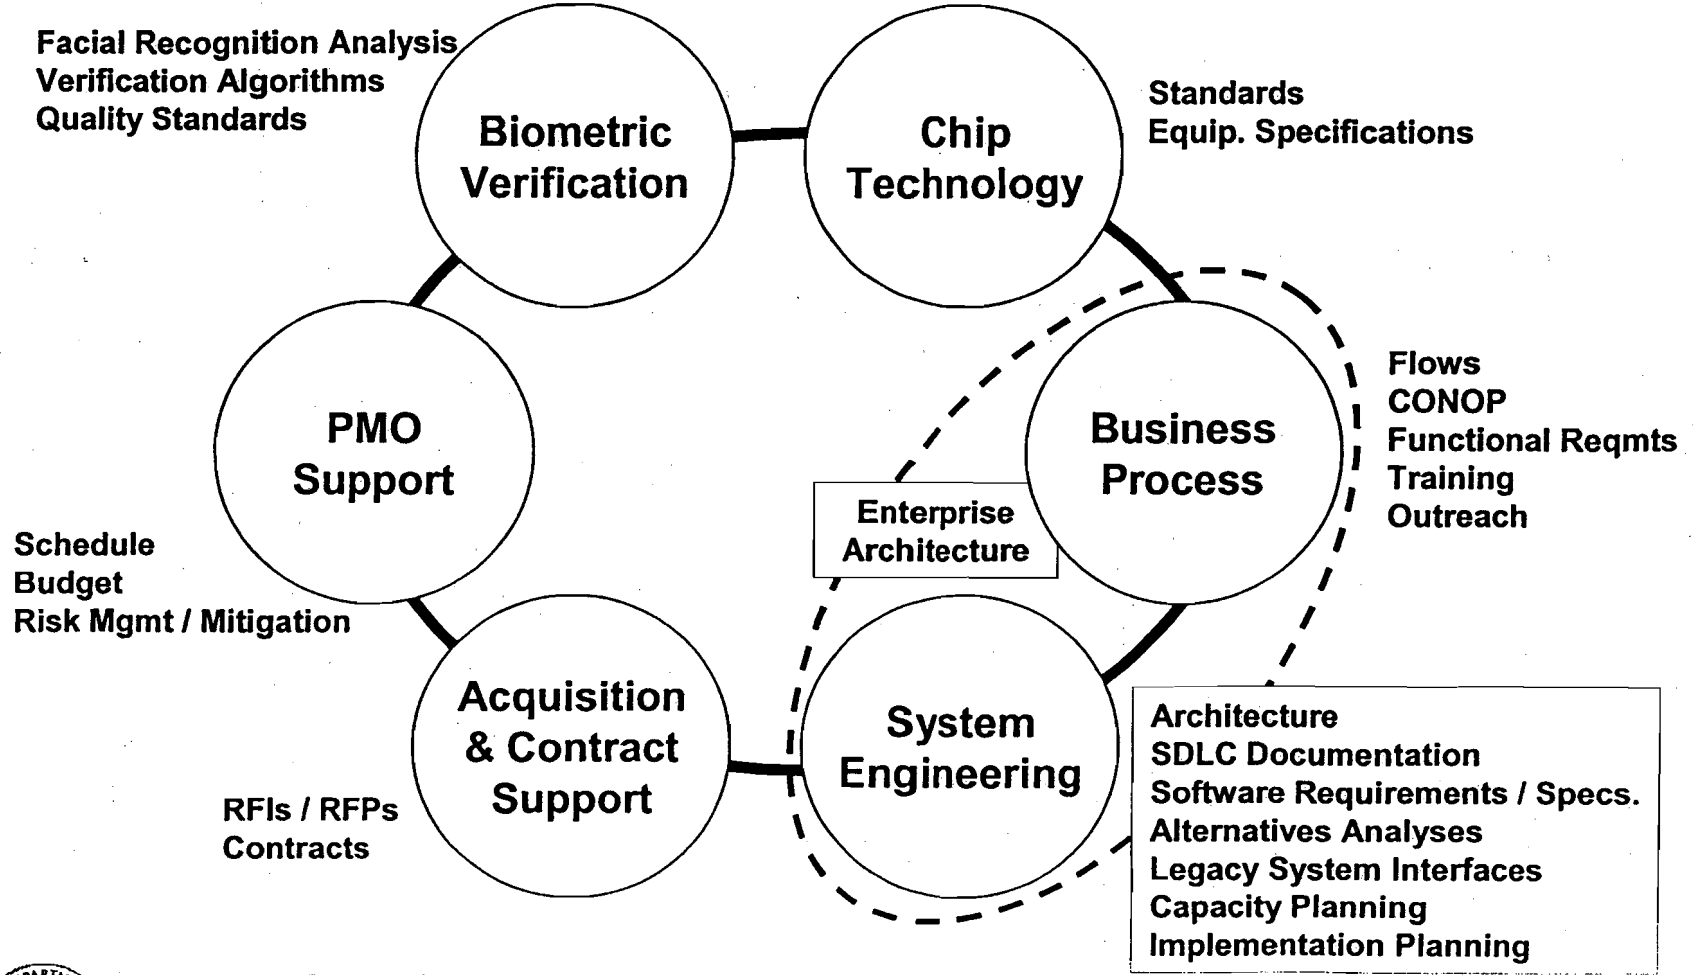 Facial Recognition Analysis
Verification Algorithms
Quality Standards
Biometric
Verification
Chip
Technology
Standards
Equip. Specifications
PMO
Support
Business
Process
Flows
CONOP
Functional Reqmts
Training
Outreach
Enterprise
Architecture
Schedule
Budget
Risk Mgmt / Mitigation
Acquisition
& Contract
Support
System
Engineering
RFIs / RFPs
Contracts
Architecture
SDLC Documentation
Software Requirements / Specs.
Alternatives Analyses
Legacy System Interfaces
Capacity Planning
Implementation Planning